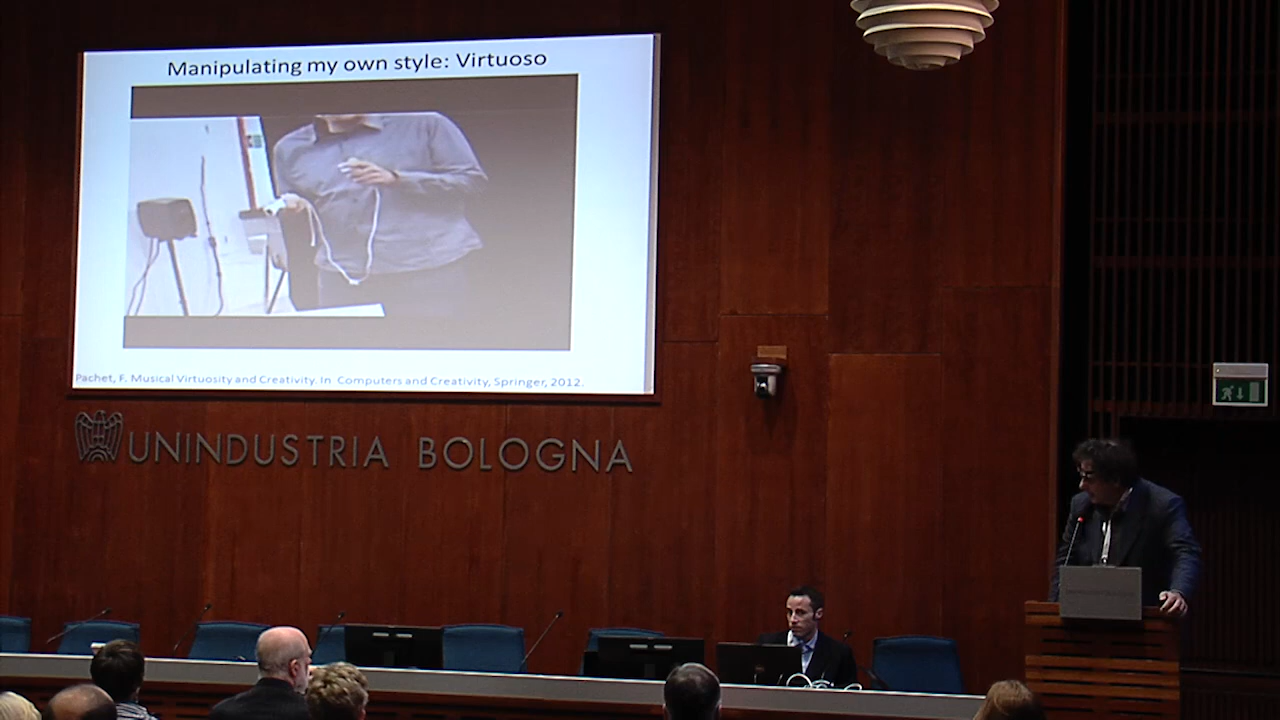 Manipulating my own style: Virtuoso
Pachet, F. Musical Virtuosity and Creativity. In Computers and Creativity, Springer, 2012.
UNINDUSTRIA BOLOGNA